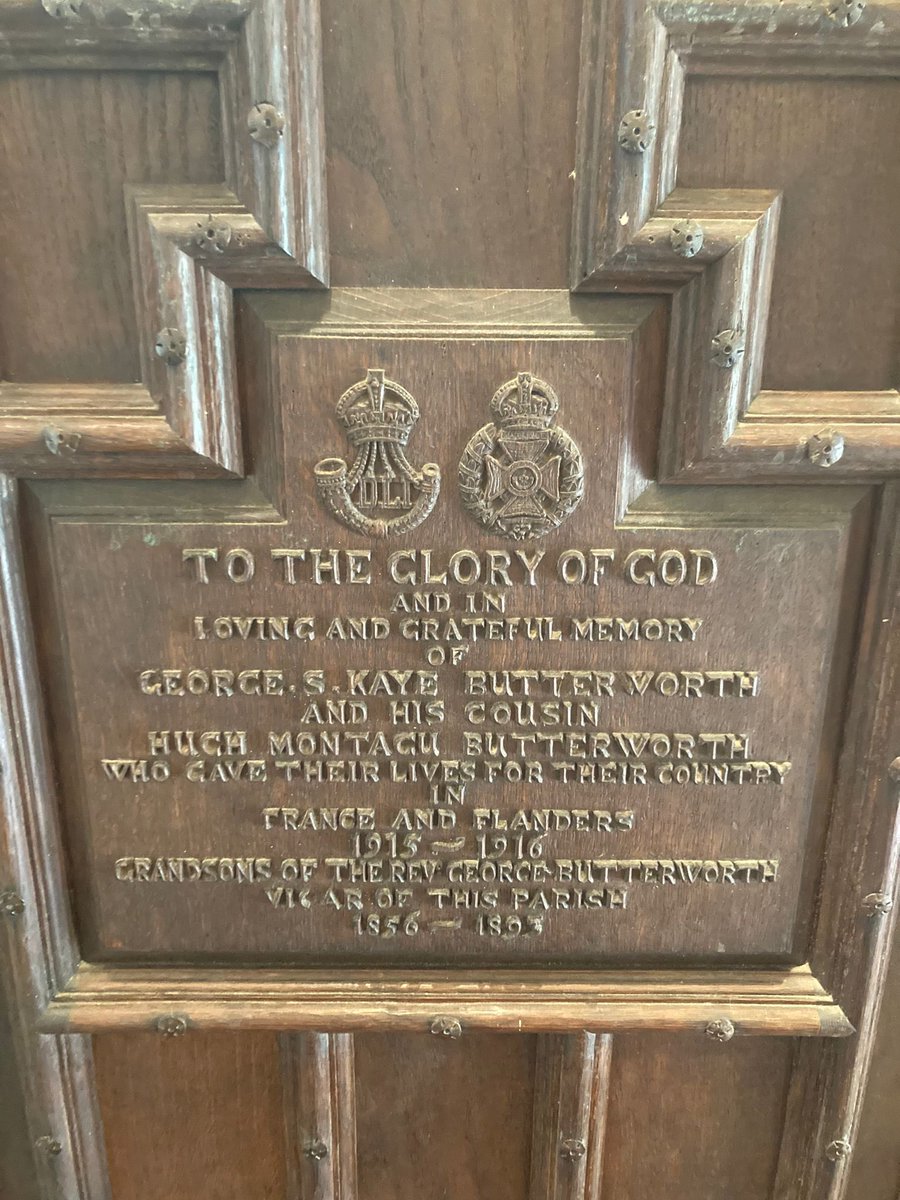 DLI
TO THE GLORY OF GOD
AND IN
LOVING AND GRATEFUL MEMORY
OF
GEORGE.S.KAYE BUTTERWORTH
AND HIS COUSIN
HUGH MONTAGU BUTTERWORTH
WHO GAVE THEIR LIVES FOR THEIR COUNTRY
IN
FRANCE AND FLANDERS
1915 — 1916
GRANDSONS OF THE REV GEORGE BUTTERWORTH
VICAR OF THIS PARISH
1856 — 1893